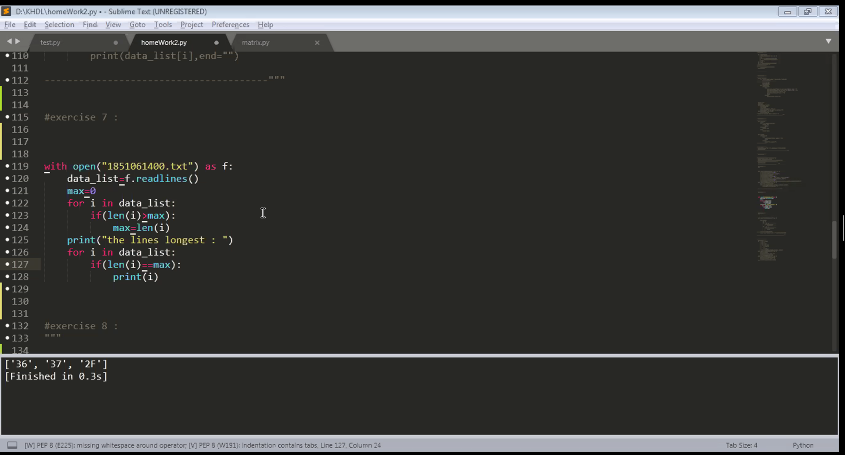 D:\KHDL\homeWork2.py • - Sublime Text (UNREGISTERED)
File Edit Selection Find View Goto Tools Project Preferences Help
test.py homeWork2.py matrix.py
110 print(data_list[i],end="")
111
112 -------------------------------------"""
113
114
115 #exercise 7 :
116
117
118
119 with open("1851061400.txt") as f:
120 data_list=f.readlines()
121 max=0
122 for i in data_list:
123 if(len(i)>max):
124 max=len(i)
125 print("the lines longest : ")
126 for i in data_list:
127 if(len(i)==max):
128 print(i)
129
130
131
132 #exercise 8 :
133 """
134
['36', '37', '2F']
[Finished in 0.3s]
[W] PEP 8 (E225): missing whitespace around operator; [V] PEP 8 (W191): indentation contains tabs, Line 127, Column 24 Tab Size: 4 Python